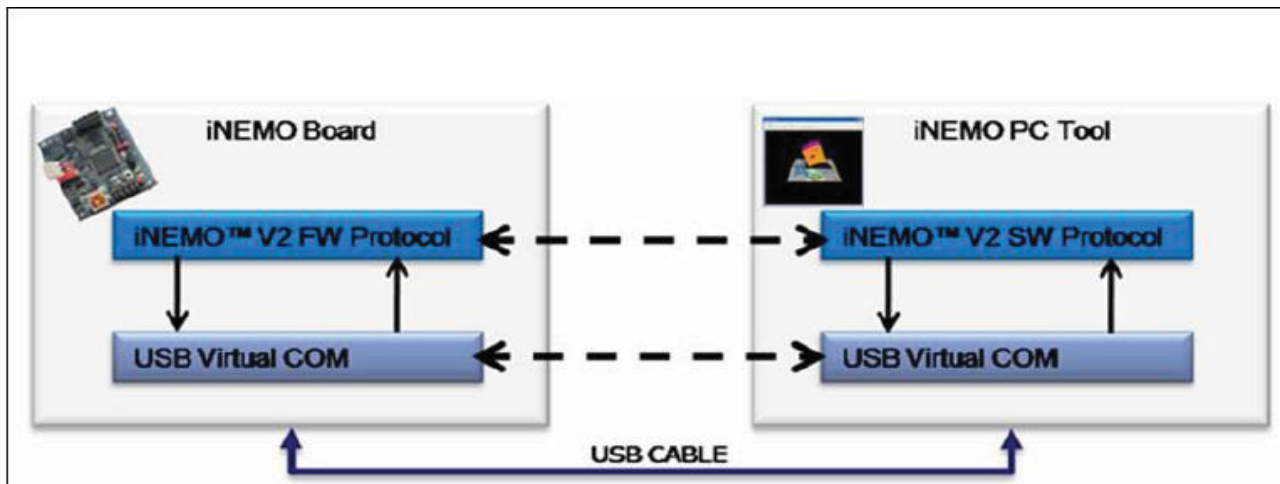 iNEMO Board
iNEMO PC Tool
iNEMO™ V2 FW Protocol
iNEMO™ V2 SW Protocol
USB Virtual COM
USB Virtual COM
USB CABLE